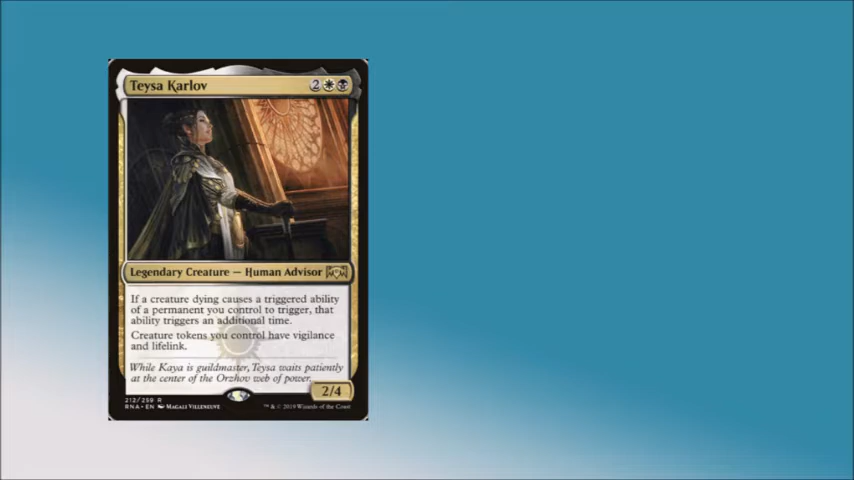 Teysa Karlov 2
Legendary Creature — Human Advisor
If a creature dying causes a triggered ability
of a permanent you control to trigger, that
ability triggers an additional time.
Creature tokens you control have vigilance
and lifelink.
While Kaya is guildmaster, Teysa waits patiently
at the center of the Orzhov web of power.
2/4
212/259 R
RNA • EN MAGALI VILLENEUVE ™ & © 2019 Wizards of the Coast